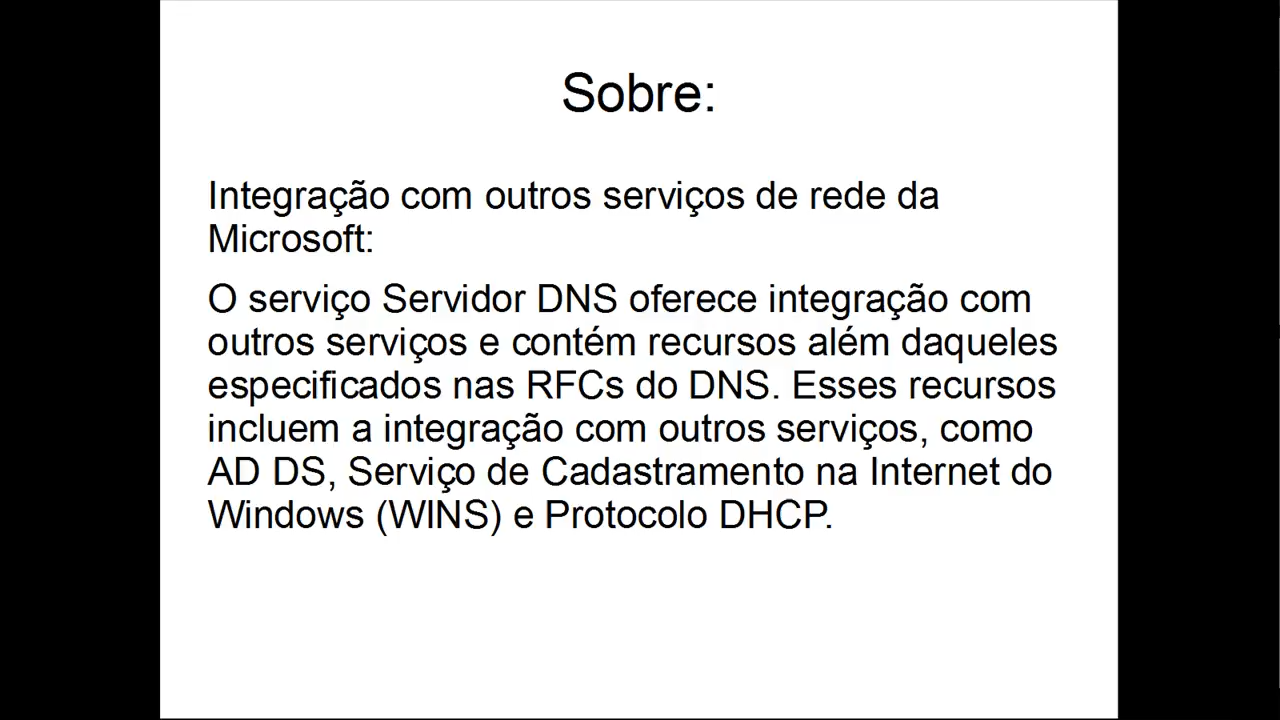 Sobre:
Integração com outros serviços de rede da
Microsoft:
O serviço Servidor DNS oferece integração com
outros serviços e contém recursos além daqueles
especificados nas RFCs do DNS. Esses recursos
incluem a integração com outros serviços, como
AD DS, Serviço de Cadastramento na Internet do
Windows (WINS) e Protocolo DHCP.